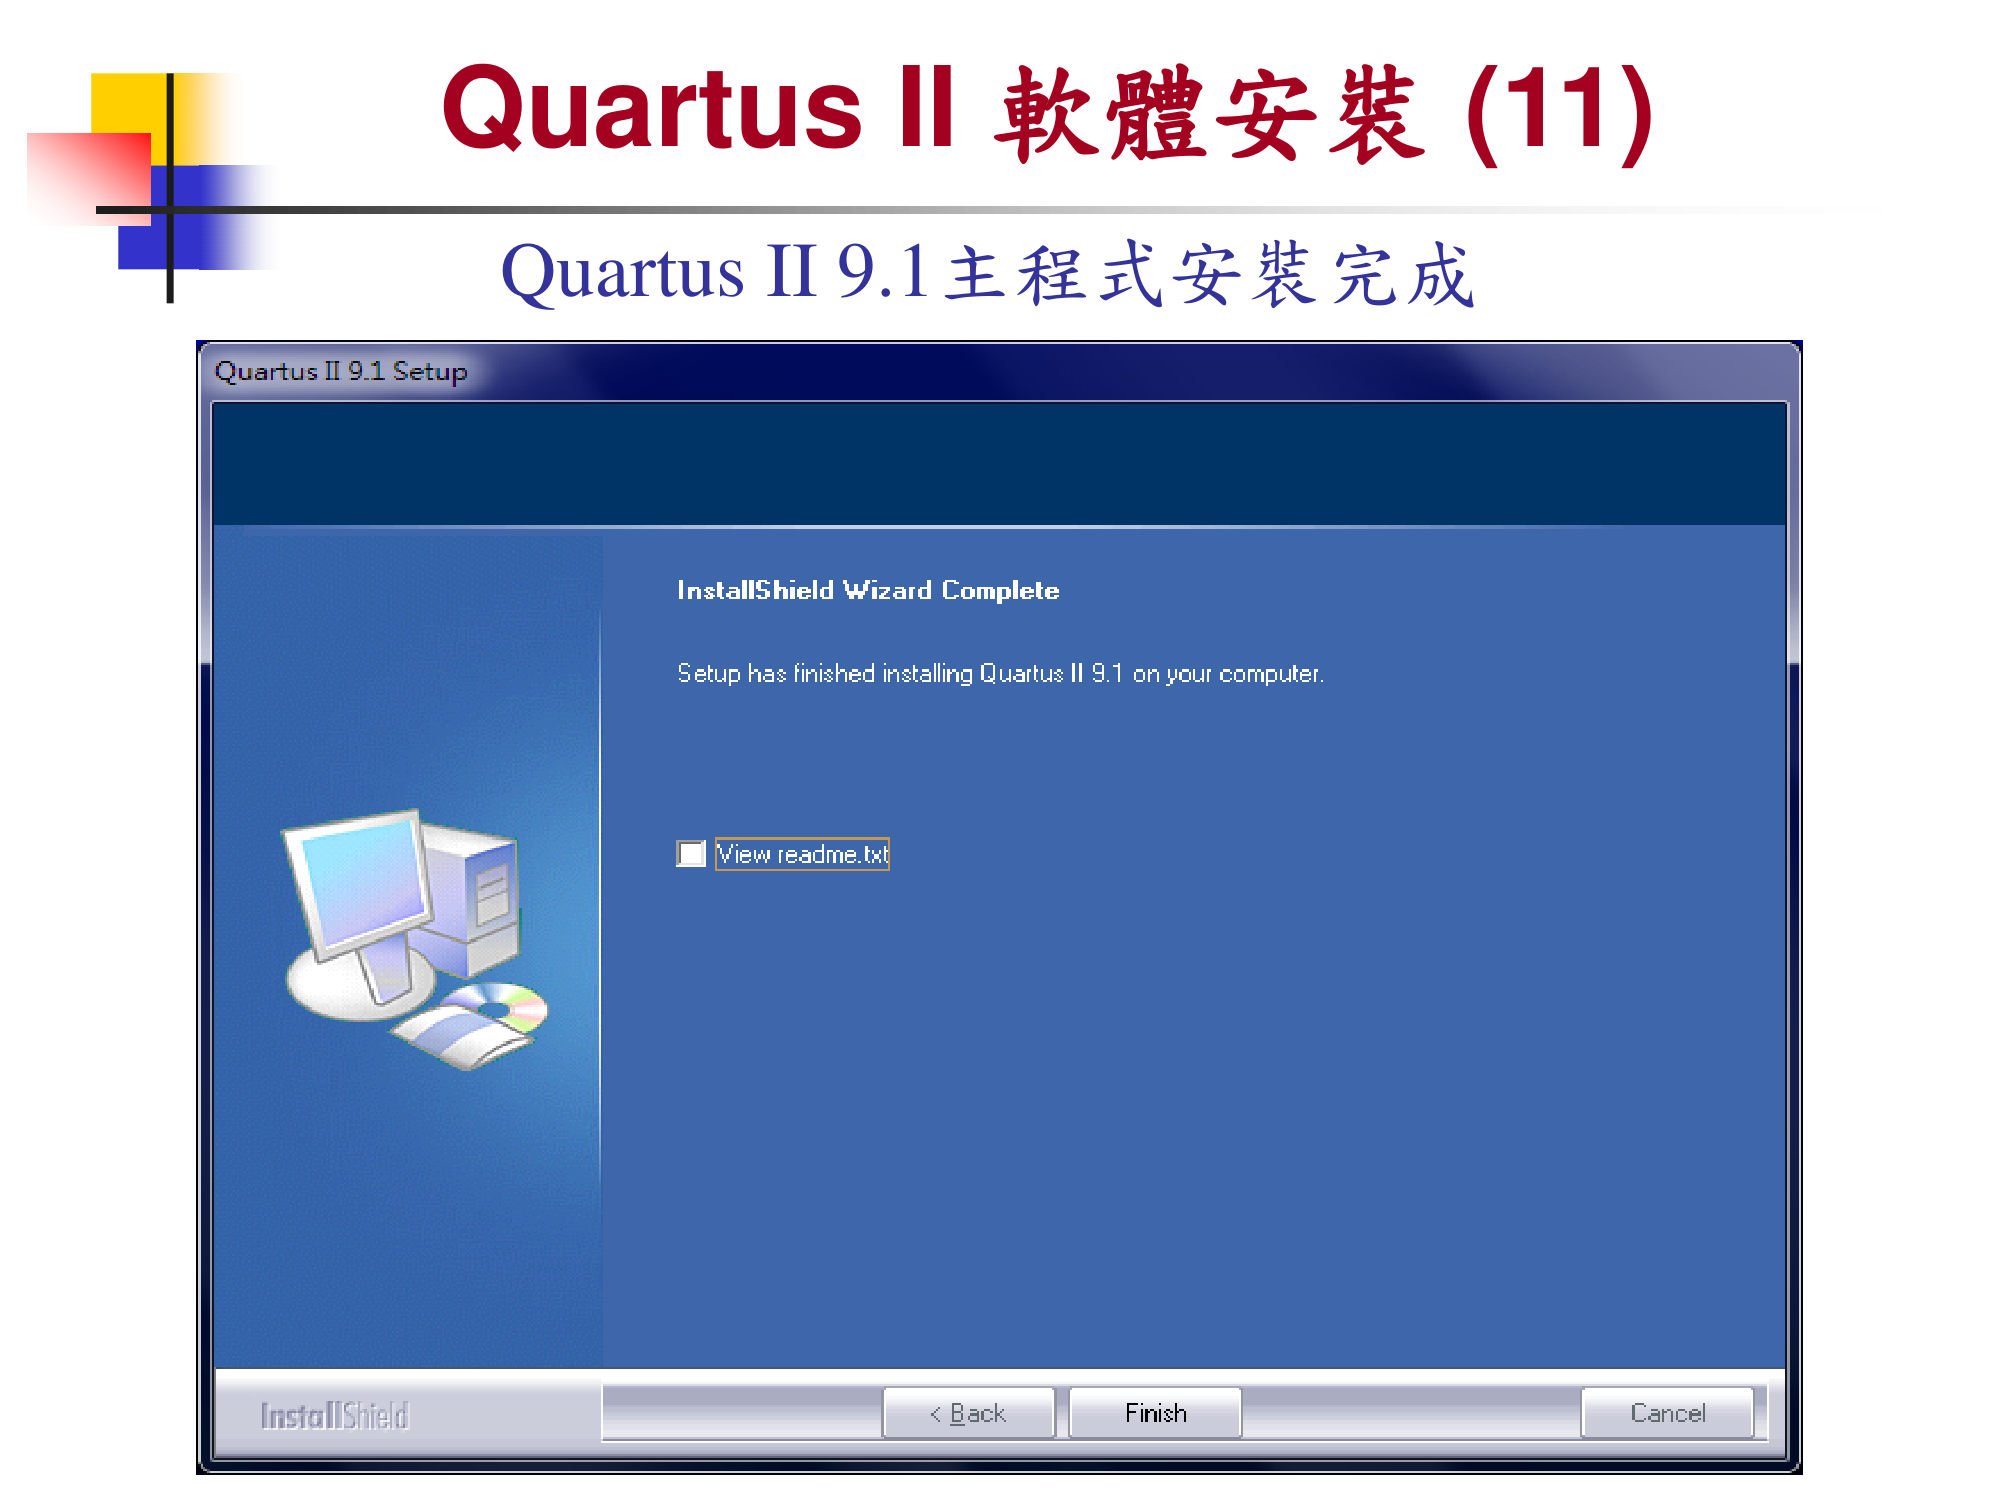 Quartus II 軟體安裝 (11)
Quartus II 9.1主程式安裝完成
Quartus II 9.1 Setup
InstallShield Wizard Complete
Setup has finished installing Quartus II 9.1 on your computer.
View readme.txt
InstallShield
< Back
Finish
Cancel